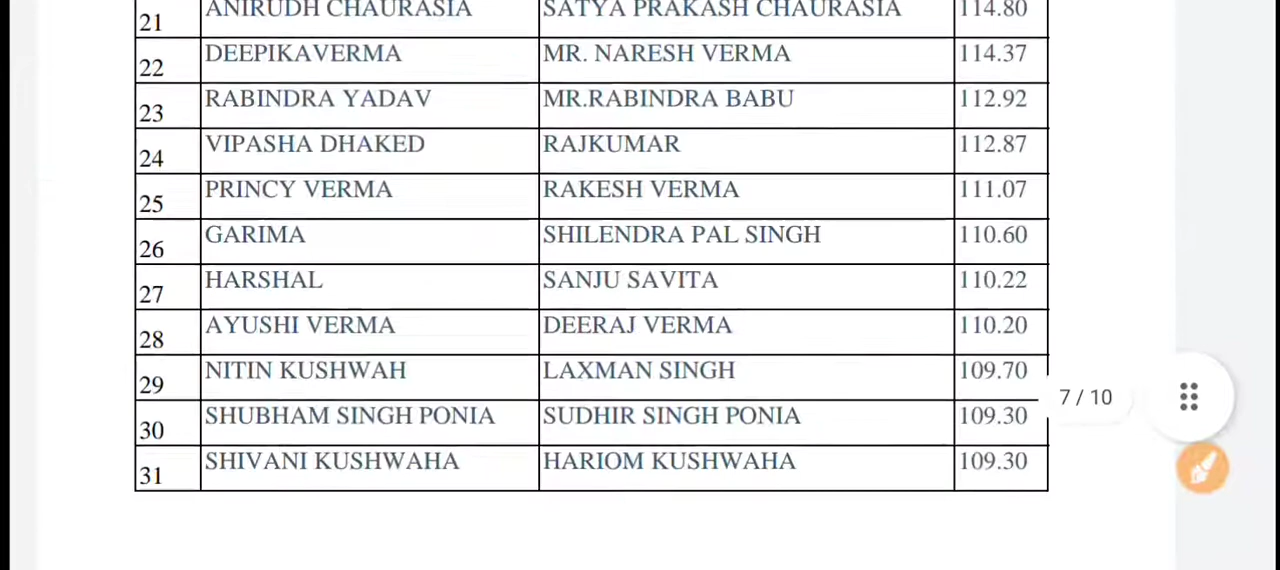 21 ANIRUDH CHAURASIA SATYA PRAKASH CHAURASIA 114.80
22 DEEPIKAVERMA MR. NARESH VERMA 114.37
23 RABINDRA YADAV MR.RABINDRA BABU 112.92
24 VIPASHA DHAKED RAJKUMAR 112.87
25 PRINCY VERMA RAKESH VERMA 111.07
26 GARIMA SHILENDRA PAL SINGH 110.60
27 HARSHAL SANJU SAVITA 110.22
28 AYUSHI VERMA DEERAJ VERMA 110.20
29 NITIN KUSHWAH LAXMAN SINGH 109.70
7 / 10
30 SHUBHAM SINGH PONIA SUDHIR SINGH PONIA 109.30
31 SHIVANI KUSHWAHA HARIOM KUSHWAHA 109.30